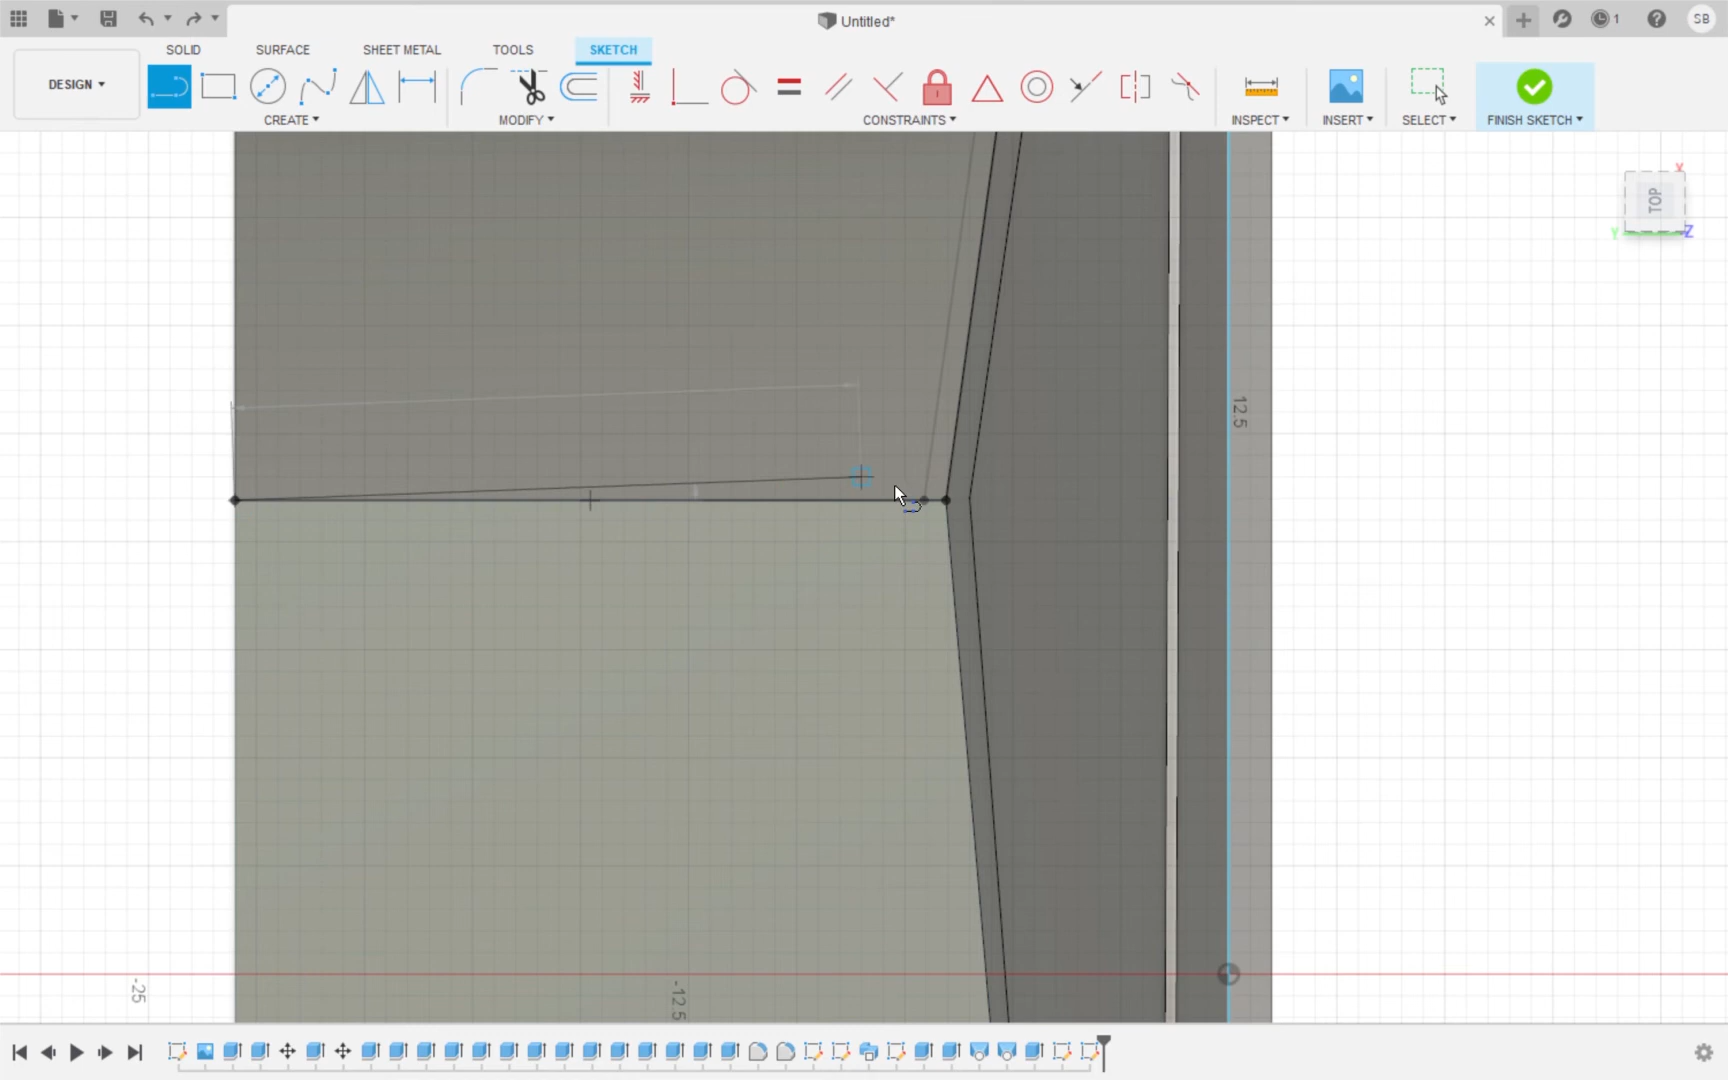 Untitled*
1
SB
DESIGN
SOLID
SURFACE
SHEET METAL
TOOLS
SKETCH
CREATE
MODIFY
CONSTRAINTS
INSPECT
INSERT
SELECT
FINISH SKETCH
X
TOP
Y
Z
12.5
-25
-12.5